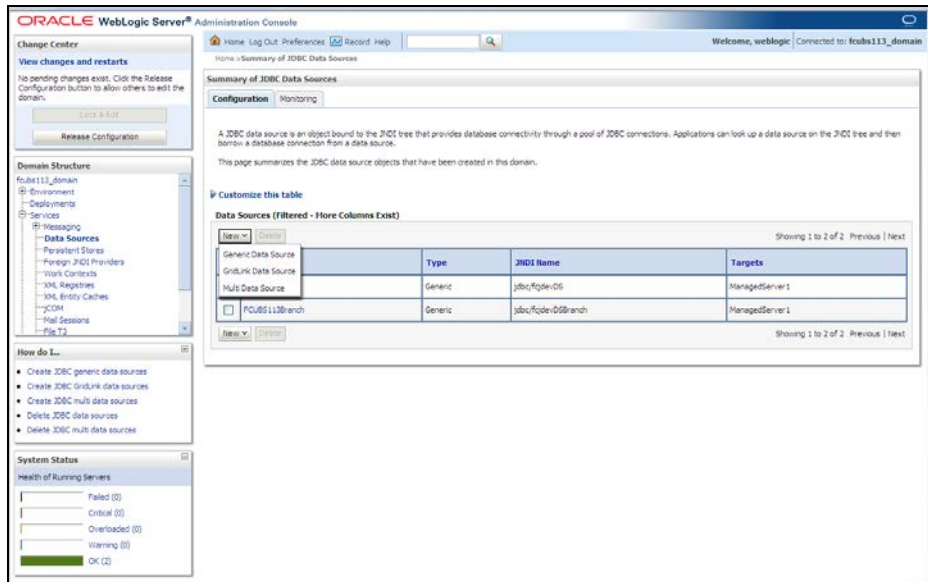 ORACLE WebLogic Server® Administration Console
Change Center
View changes and restarts
No pending changes exist. Click the Release
Configuration button to allow others to edit the
domain.
Lock & Edit
Release Configuration
Domain Structure
fcubs113_domain
Environment
Deployments
Services
Messaging
Data Sources
Persistent Stores
Foreign JNDI Providers
Work Contexts
XML Registries
XML Entity Caches
jCOM
Mail Sessions
File T3
How do I...
Create JDBC generic data sources
Create JDBC GridLink data sources
Create JDBC multi data sources
Delete JDBC data sources
Delete JDBC multi data sources
System Status
Health of Running Servers
Failed (0)
Critical (0)
Overloaded (0)
Warning (0)
OK (2)
Home Log Out Preferences Record Help
Welcome, weblogic Connected to: fcubs113_domain
Home >Summary of JDBC Data Sources
Summary of JDBC Data Sources
Configuration Monitoring
A JDBC data source is an object bound to the JNDI tree that provides database connectivity through a pool of JDBC connections. Applications can look up a data source on the JNDI tree and then
borrow a database connection from a data source.
This page summarizes the JDBC data source objects that have been created in this domain.
Customize this table
Data Sources (Filtered - More Columns Exist)
New Delete Showing 1 to 2 of 2 Previous | Next
Generic Data Source
GridLink Data Source
Multi Data Source
Type JNDI Name Targets
Generic jdbc/fcjdevDS ManagedServer1
FCUBS113Branch Generic jdbc/fcjdevDSBranch ManagedServer1
New Delete Showing 1 to 2 of 2 Previous | Next